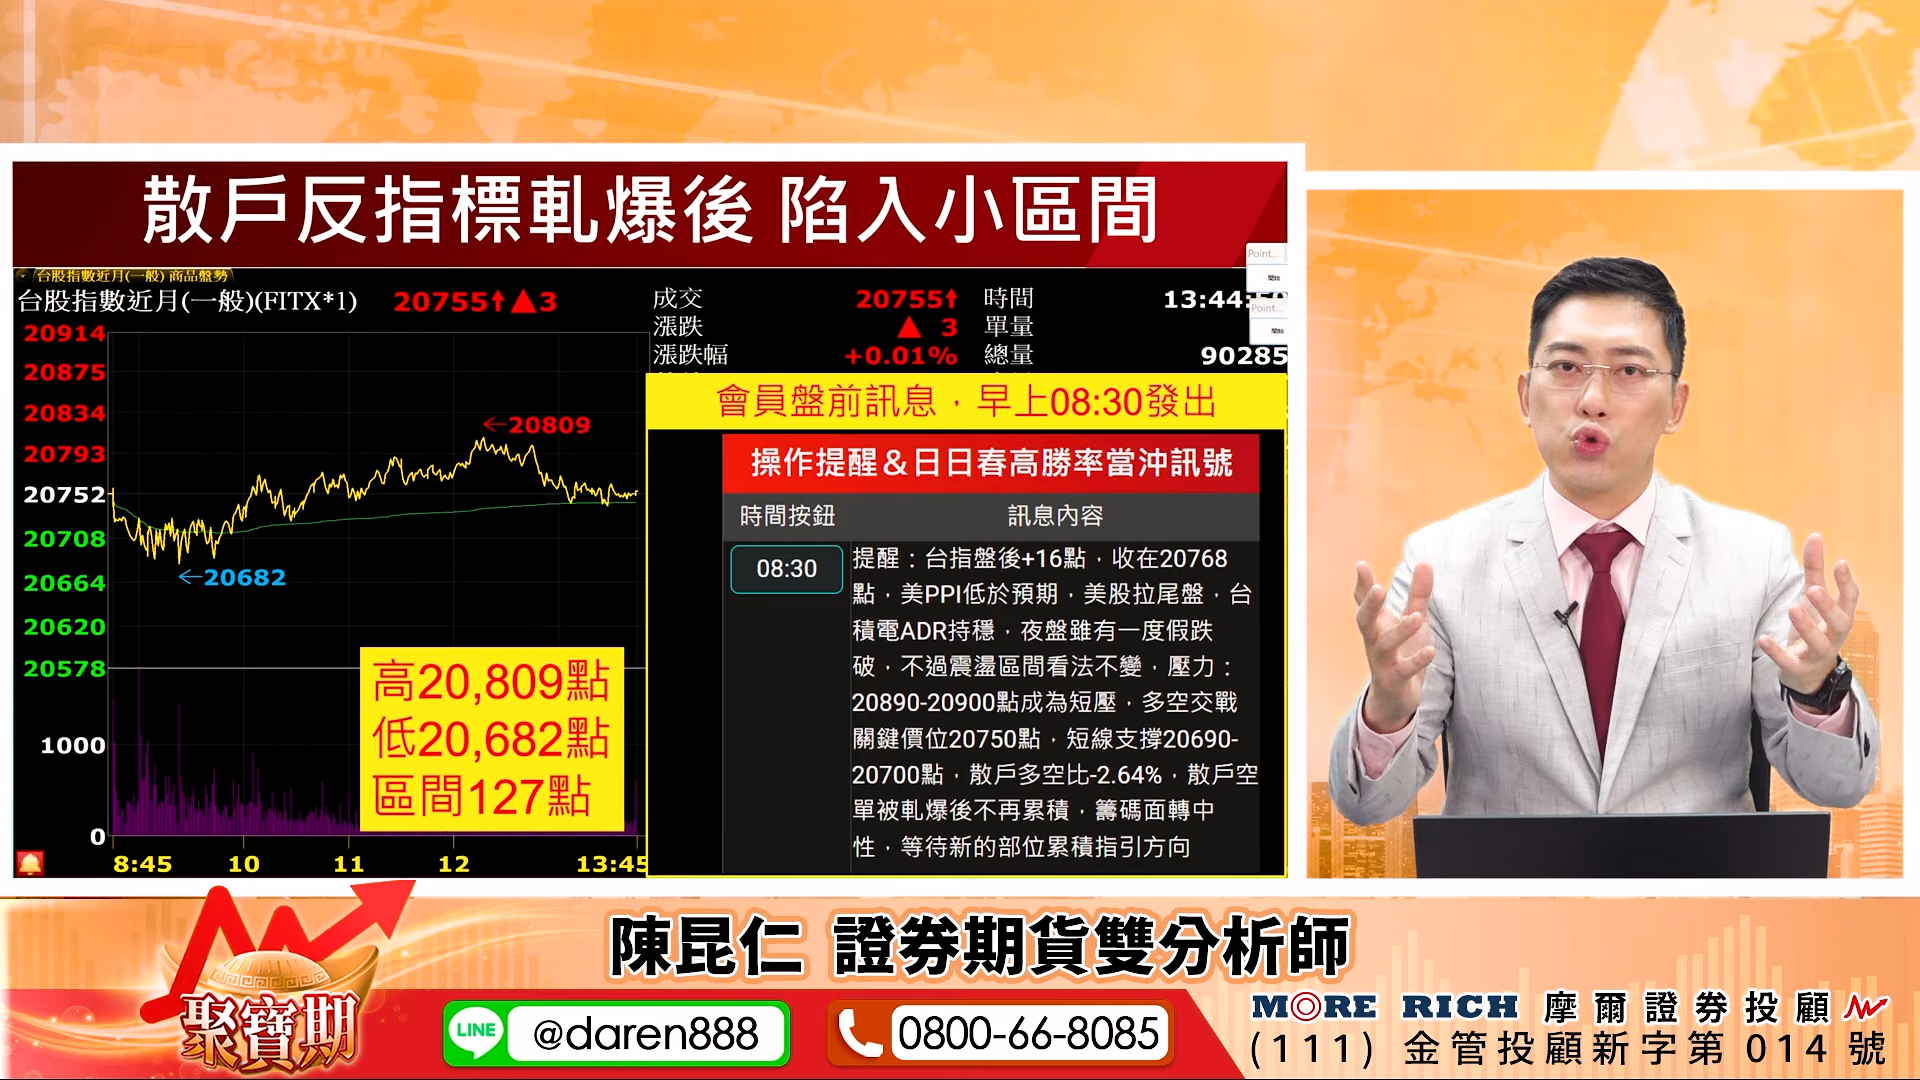 散戶反指標軋爆後 陷入小區間
台股指數近月(一般) 商品盤勢
台股指數近月(一般)(FITX*1) 20755↑▲3
成交 20755↑ 時間 13:44:
漲跌 ▲ 3 單量
漲跌幅 +0.01% 總量 90285
Point...
開始
Point...
開始
20914
20875
20834
20793
20752
20708
20664
20620
20578
1000
0
←20809
←20682
8:45 10 11 12 13:45
高20,809點
低20,682點
區間127點
會員盤前訊息，早上08:30發出
操作提醒&日日春高勝率當沖訊號
時間按鈕 訊息內容
08:30
提醒：台指盤後+16點，收在20768
點，美PPI低於預期，美股拉尾盤，台
積電ADR持穩，夜盤雖有一度假跌
破，不過震盪區間看法不變，壓力：
20890-20900點成為短壓，多空交戰
關鍵價位20750點，短線支撐20690-
20700點，散戶多空比-2.64%，散戶空
單被軋爆後不再累積，籌碼面轉中
性，等待新的部位累積指引方向
陳昆仁 證券期貨雙分析師
聚寶期
LINE @daren888
0800-66-8085
MORE RICH 摩爾證券投顧
(111) 金管投顧新字第 014 號